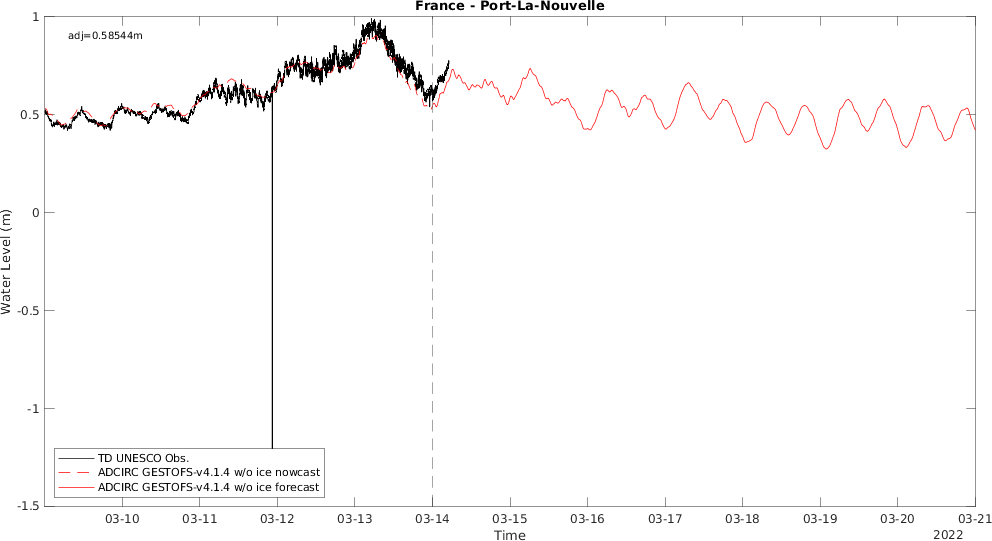 France - Port-La-Nouvelle
adj=0.58544m
1
0.5
0
-0.5
-1
-1.5
Water Level (m)
TD UNESCO Obs.
ADCIRC GESTOFS-v4.1.4 w/o ice nowcast
ADCIRC GESTOFS-v4.1.4 w/o ice forecast
03-10 03-11 03-12 03-13 03-14 03-15 03-16 03-17 03-18 03-19 03-20 03-21
Time
2022